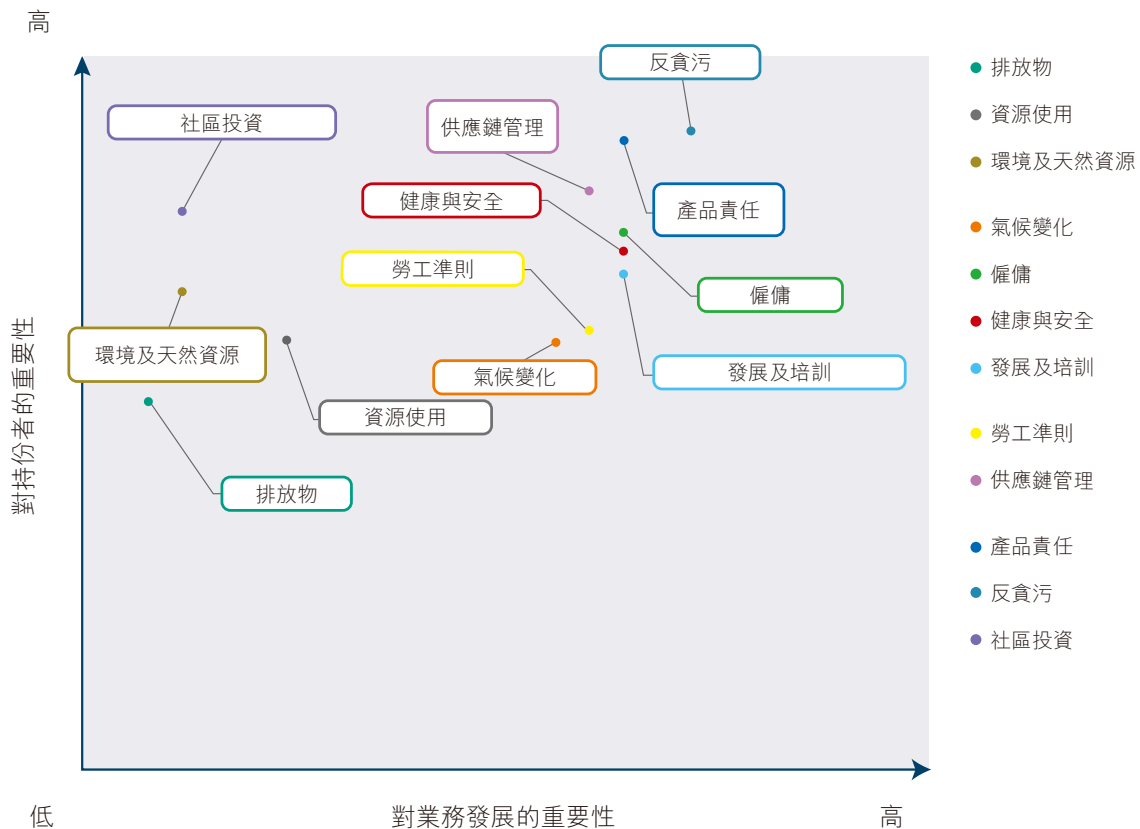 高
反貪污
社區投資
供應鏈管理
健康與安全
產品責任
勞工準則
僱傭
環境及天然資源
氣候變化
發展及培訓
資源使用
排放物
對持份者的重要性
低
對業務發展的重要性
高
排放物
資源使用
環境及天然資源
氣候變化
僱傭
健康與安全
發展及培訓
勞工準則
供應鏈管理
產品責任
反貪污
社區投資